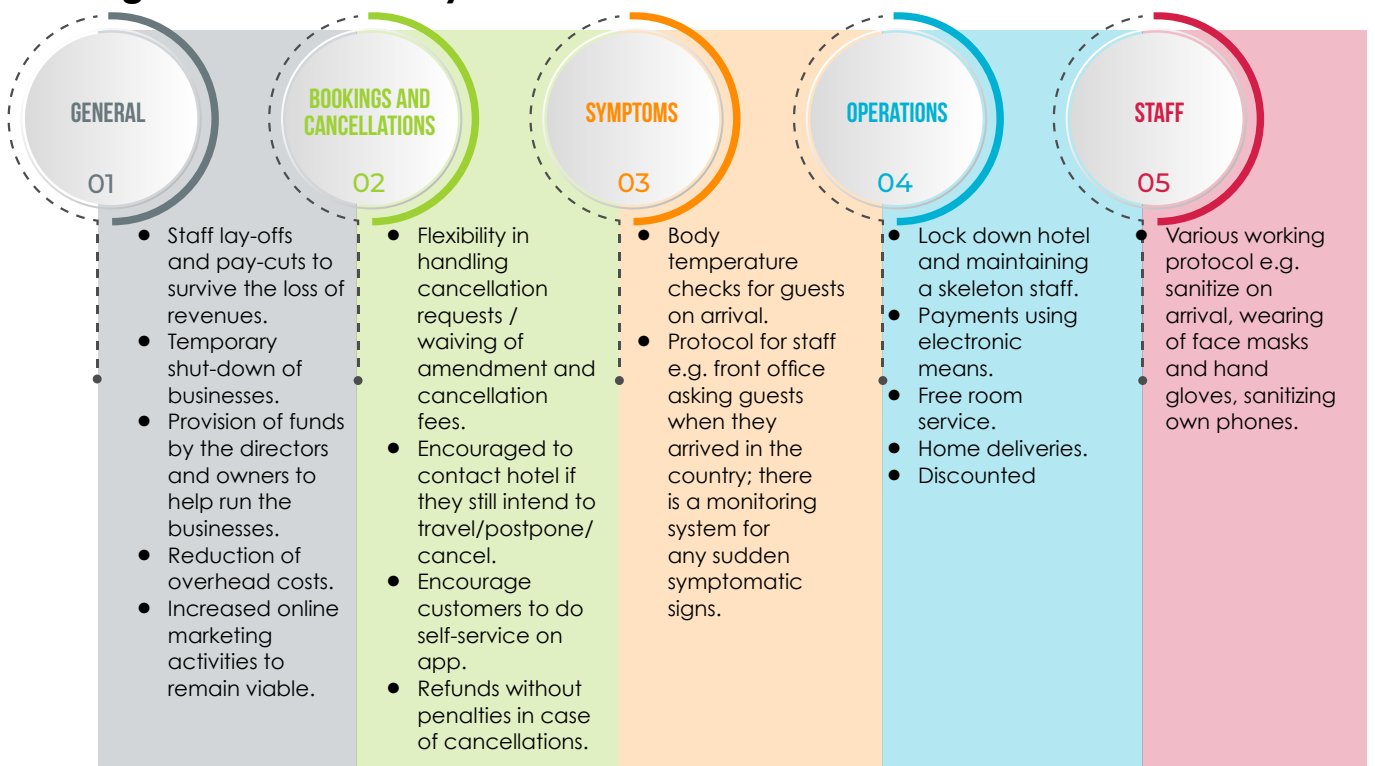 GENERAL
01
Staff lay-offs
and pay-cuts to
survive the loss of
revenues.
Temporary
shut-down of
businesses.
Provision of funds
by the directors
and owners to
help run the
businesses.
Reduction of
overhead costs.
Increased online
marketing
activities to
remain viable.
BOOKINGS AND
CANCELLATIONS
02
Flexibility in
handling
cancellation
requests /
waiving of
amendment and
cancellation
fees.
Encouraged to
contact hotel if
they still intend to
travel/postpone/
cancel.
Encourage
customers to do
self-service on
app.
Refunds without
penalties in case
of cancellations.
SYMPTOMS
03
Body
temperature
checks for guests
on arrival.
Protocol for staff
e.g. front office
asking guests
when they
arrived in the
country; there
is a monitoring
system for
any sudden
symptomatic
signs.
OPERATIONS
04
Lock down hotel
and maintaining
a skeleton staff.
Payments using
electronic
means.
Free room
service.
Home deliveries.
Discounted
STAFF
05
Various working
protocol e.g.
sanitize on
arrival, wearing
of face masks
and hand
gloves, sanitizing
own phones.